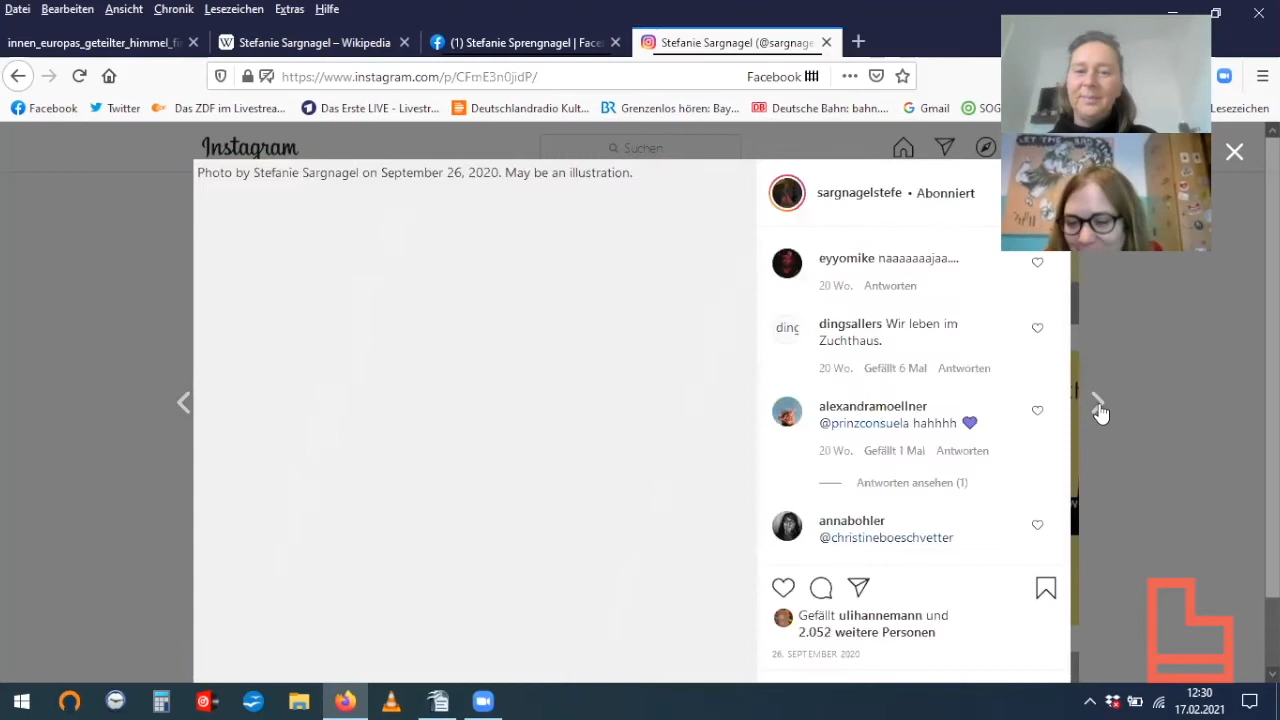 Datei Bearbeiten Ansicht Chronik Lesezeichen Extras Hilfe
innen_europas_geteilter_himmel_fi
Stefanie Sargnagel – Wikipedia
(1) Stefanie Sprengnagel | Face
Stefanie Sargnagel (@sargnage
https://www.instagram.com/p/CFmE3n0jidP/
Facebook
Facebook
Twitter
Das ZDF im Livestrea...
Das Erste LIVE - Livestr...
Deutschlandradio Kult...
Grenzenlos hören: Bay...
Deutsche Bahn: bahn....
Gmail
SOG
Lesezeichen
Instagram
Suchen
Photo by Stefanie Sargnagel on September 26, 2020. May be an illustration.
sargnagelstefe • Abonniert
eyyomike naaaaaaajaa....
20 Wo. Antworten
dingsallers Wir leben im
Zuchthaus.
20 Wo. Gefällt 6 Mal Antworten
alexandramoellner
@prinzconsuela hahhhh 💜
20 Wo. Gefällt 1 Mal Antworten
Antworten ansehen (1)
annabohler
@christineboeschvetter
Gefällt ulihannemann und
2.052 weitere Personen
26. SEPTEMBER 2020
12:30
17.02.2021